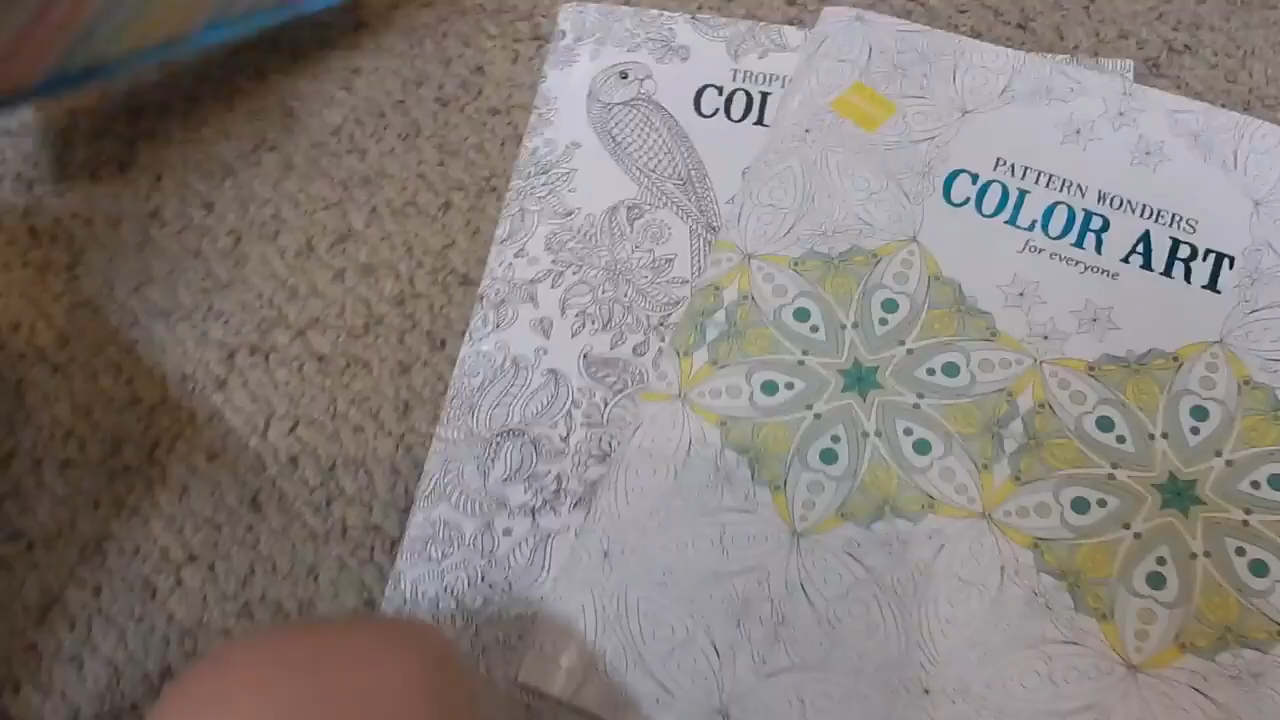 TROPI
COL
PATTERN WONDERS
COLOR ART
for everyone